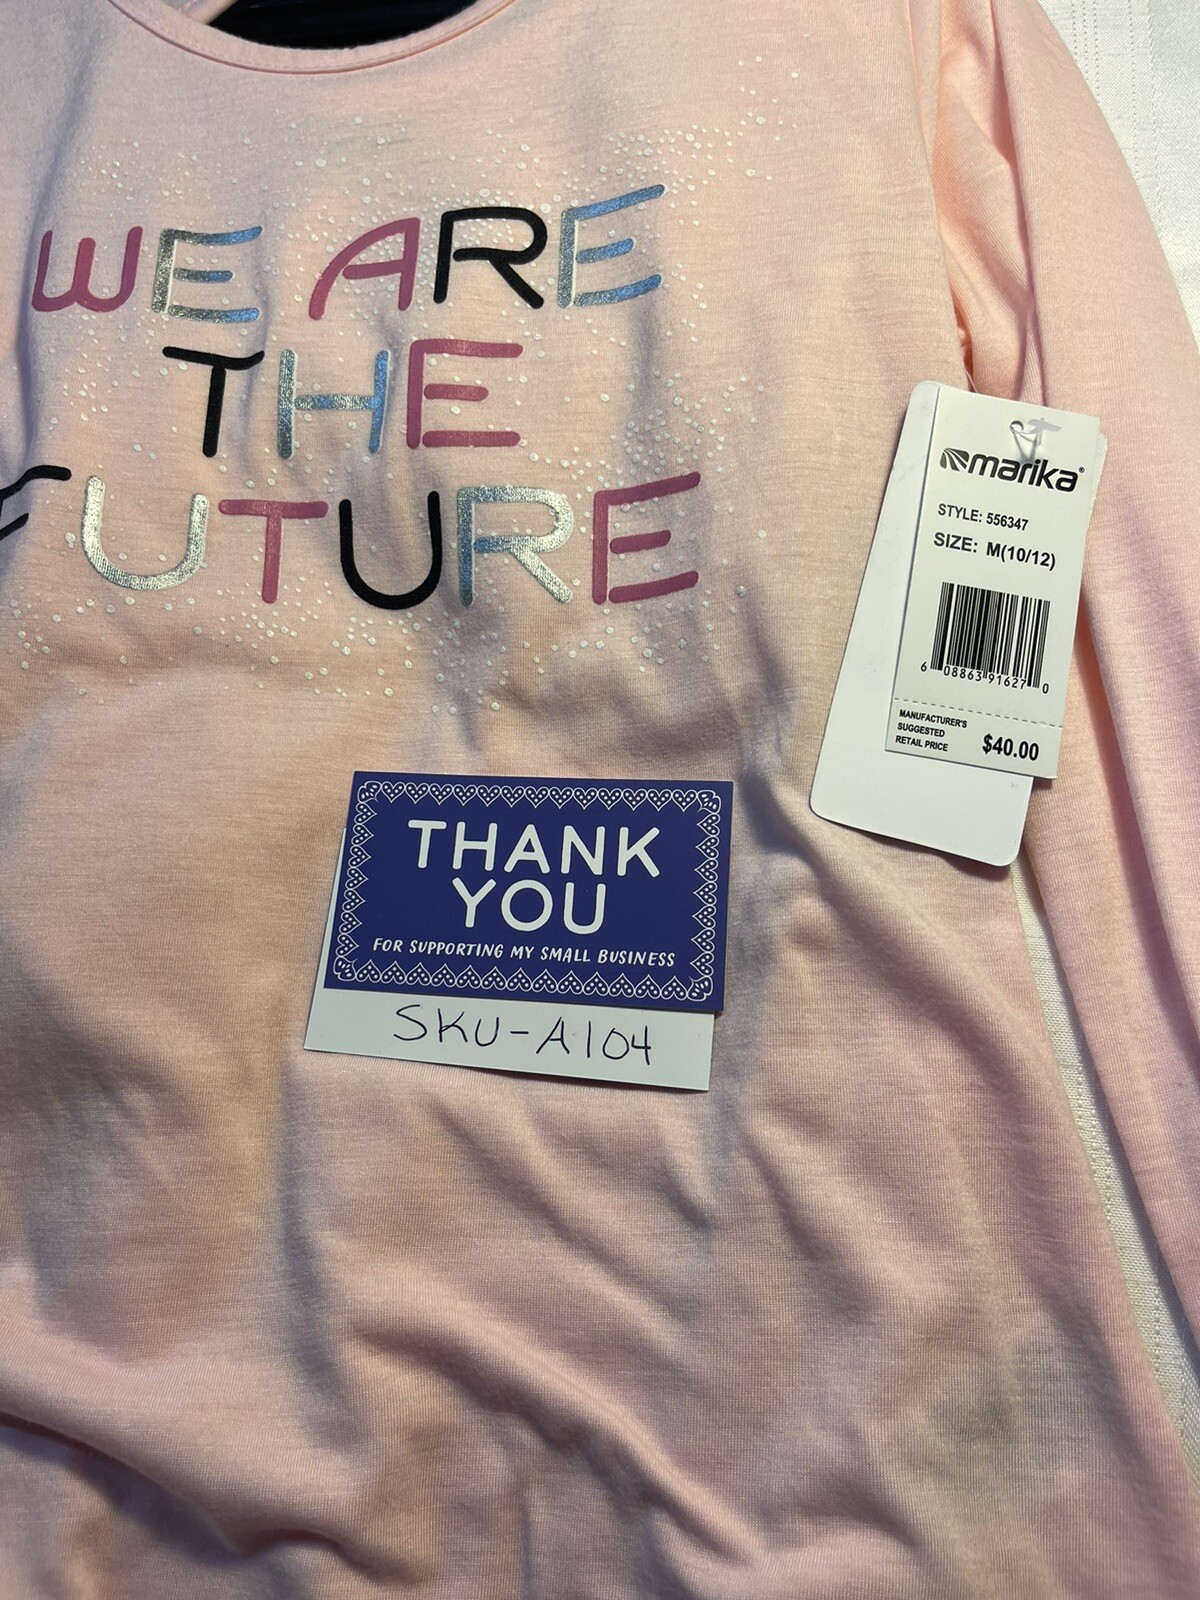 WE ARE
THE
FUTURE
marika®
STYLE: 556347
SIZE: M(10/12)
6 08863 91627 0
MANUFACTURER'S
SUGGESTED
RETAIL PRICE $40.00
THANK
YOU
FOR SUPPORTING MY SMALL BUSINESS
SKU-A104